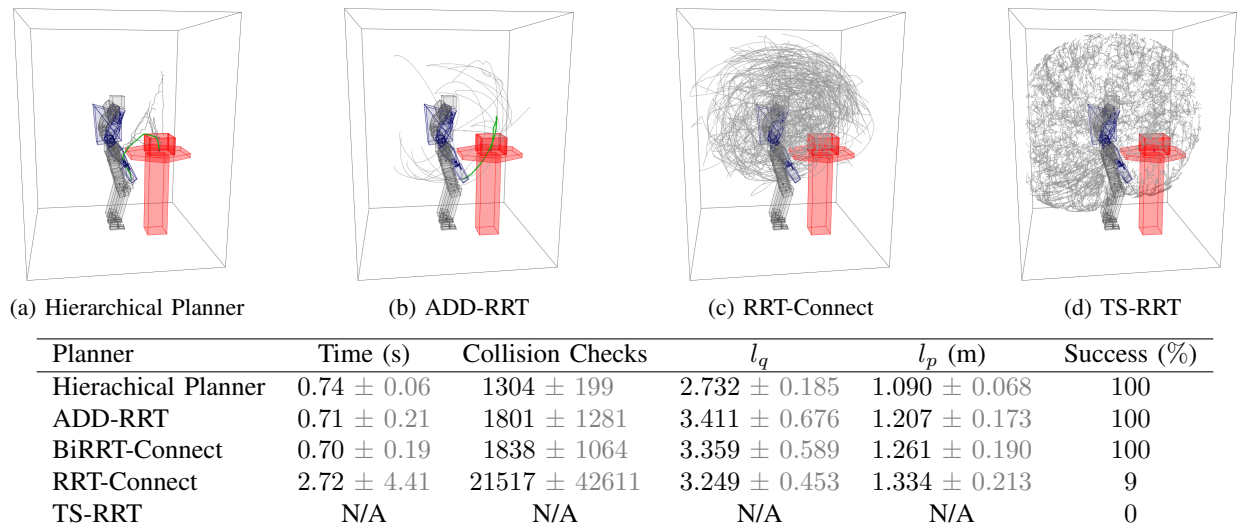 (a) Hierarchical Planner (b) ADD-RRT (c) RRT-Connect (d) TS-RRT
Planner Time (s) Collision Checks l_q l_p (m) Success (%)
Hierachical Planner 0.74 ± 0.06 1304 ± 199 2.732 ± 0.185 1.090 ± 0.068 100
ADD-RRT 0.71 ± 0.21 1801 ± 1281 3.411 ± 0.676 1.207 ± 0.173 100
BiRRT-Connect 0.70 ± 0.19 1838 ± 1064 3.359 ± 0.589 1.261 ± 0.190 100
RRT-Connect 2.72 ± 4.41 21517 ± 42611 3.249 ± 0.453 1.334 ± 0.213 9
TS-RRT N/A N/A N/A N/A 0